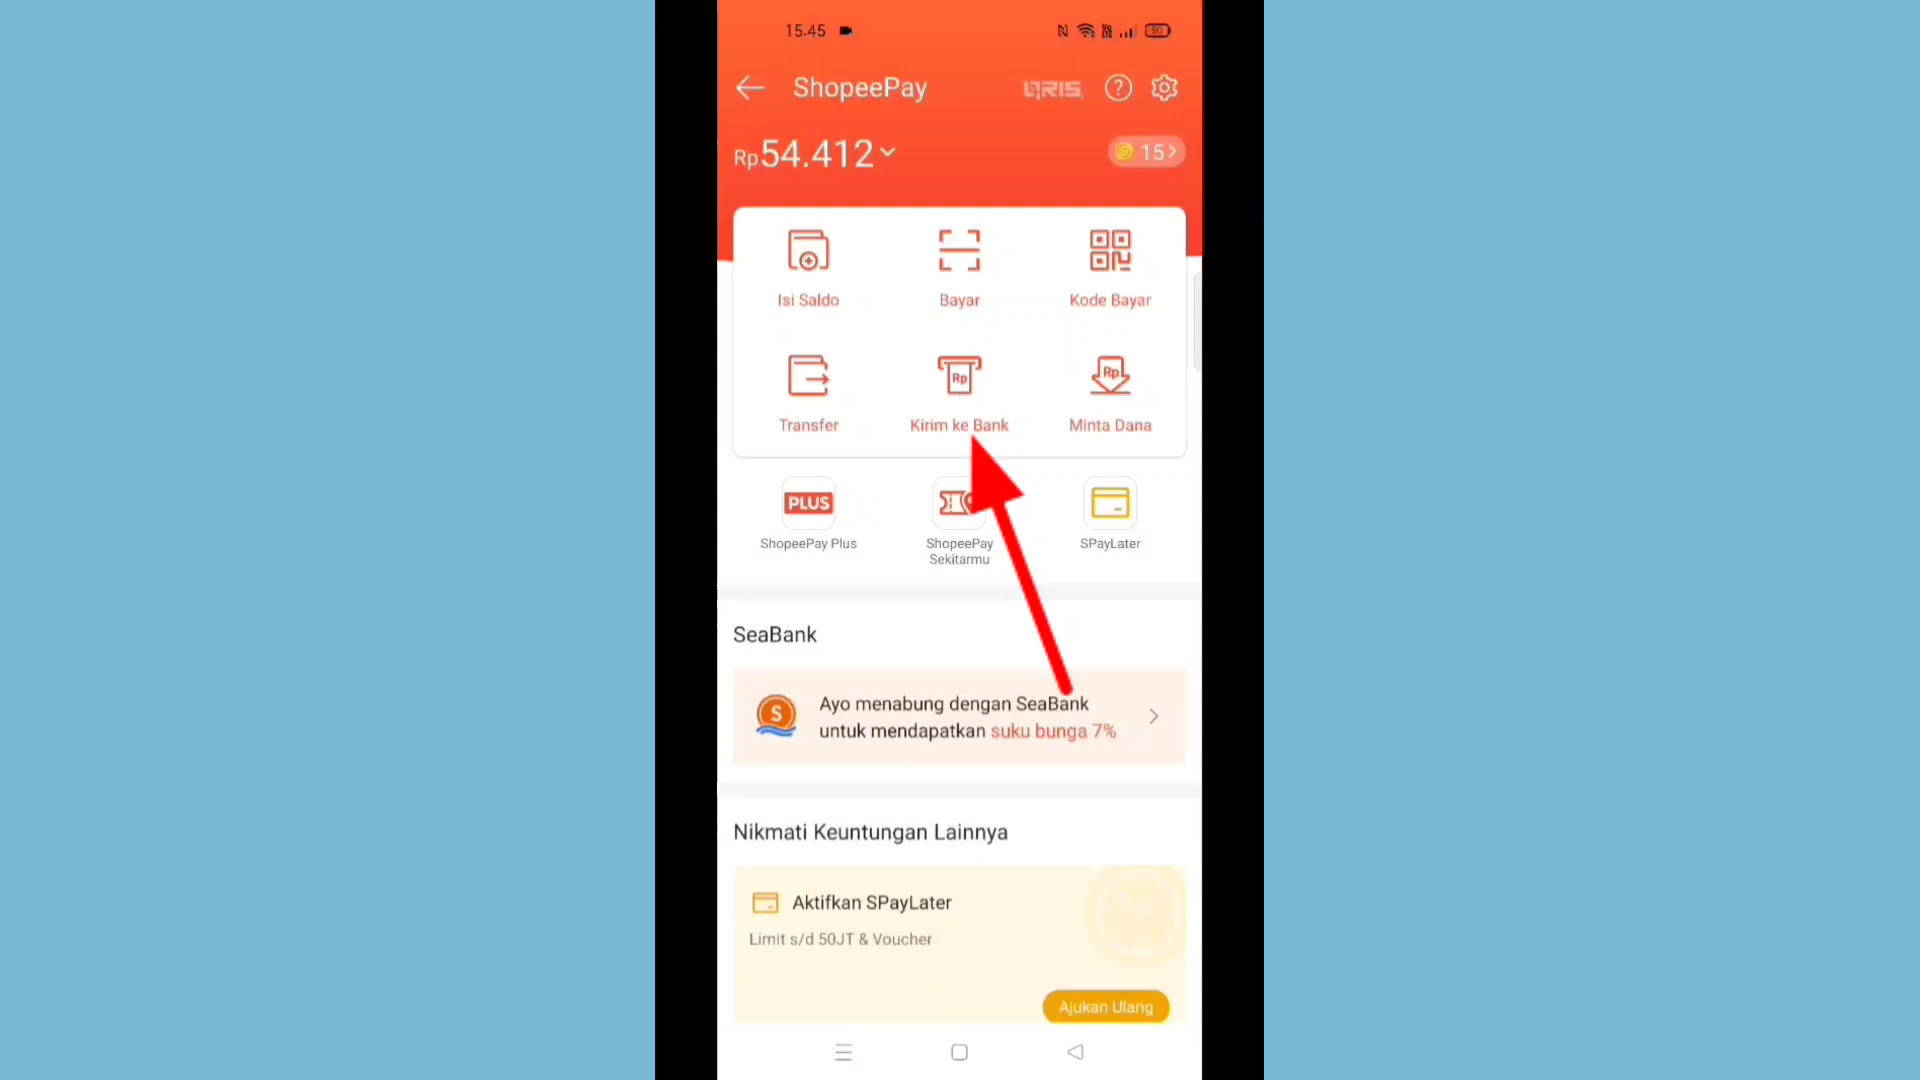 15.45
ShopeePay
QRIS
Rp54.412
15
Isi Saldo
Bayar
Kode Bayar
Rp
Rp
Transfer
Kirim ke Bank
Minta Dana
PLUS
ShopeePay Plus
ShopeePay
Sekitarmu
SPayLater
SeaBank
S
Ayo menabung dengan SeaBank
untuk mendapatkan suku bunga 7%
Nikmati Keuntungan Lainnya
Aktifkan SPayLater
Limit s/d 50JT & Voucher
Ajukan Ulang